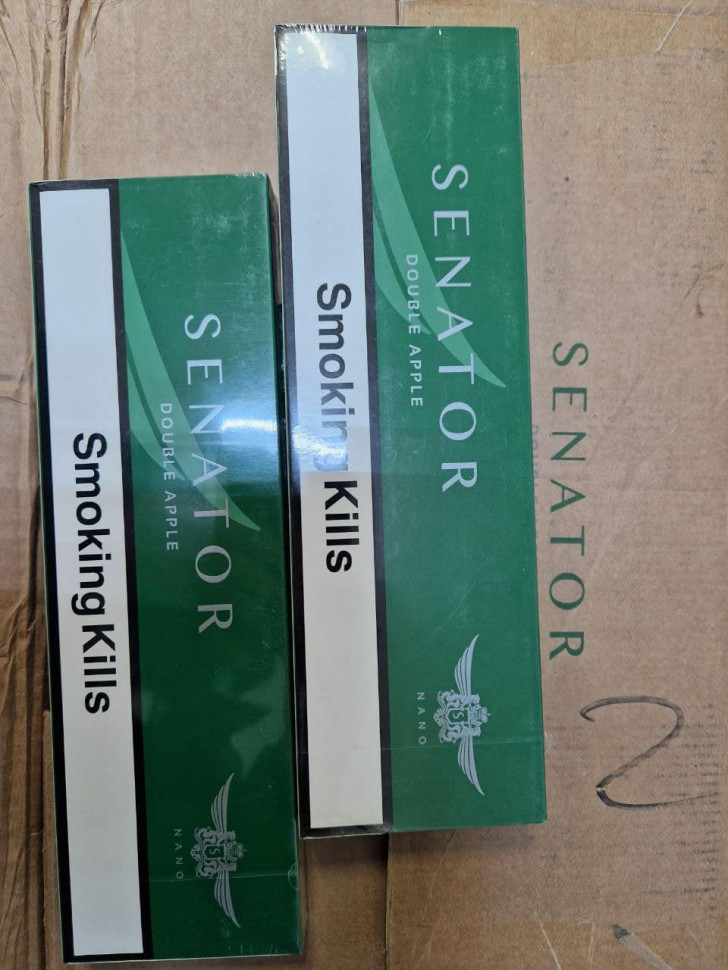 SENATOR
DOUBLE APPLE
Smoking Kills
NANO
S
SENATOR
DOUBLE APPLE
Smoking Kills
NANO
S
SENATOR
2